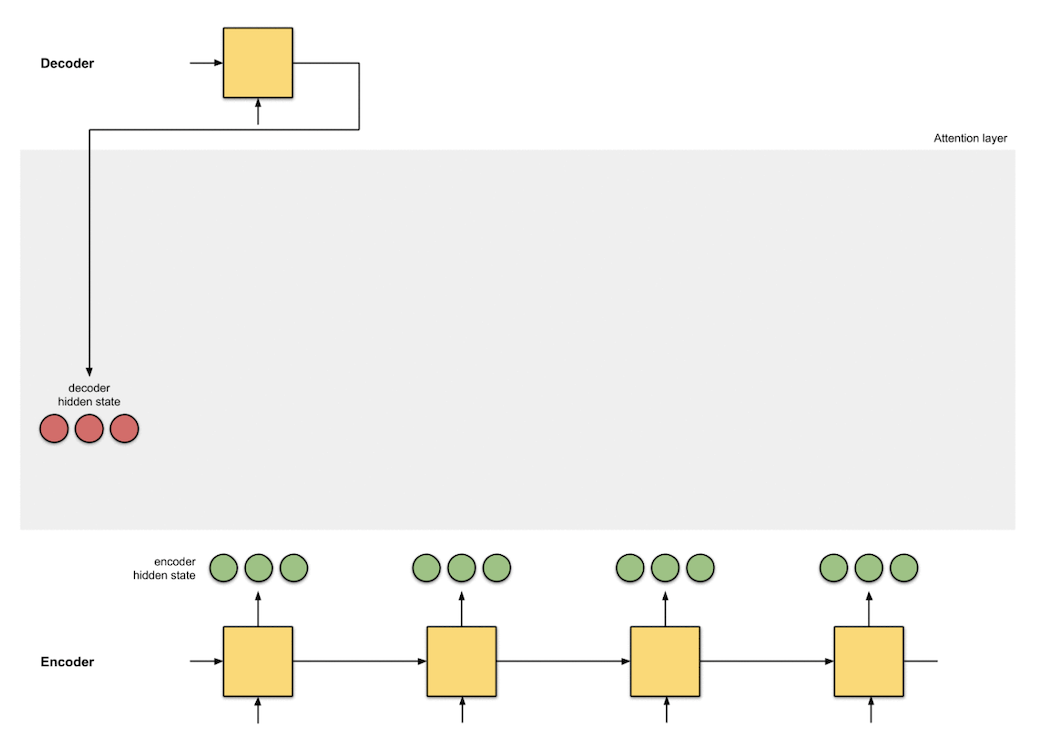 Decoder
Attention layer
decoder
hidden state
encoder
hidden state
Encoder